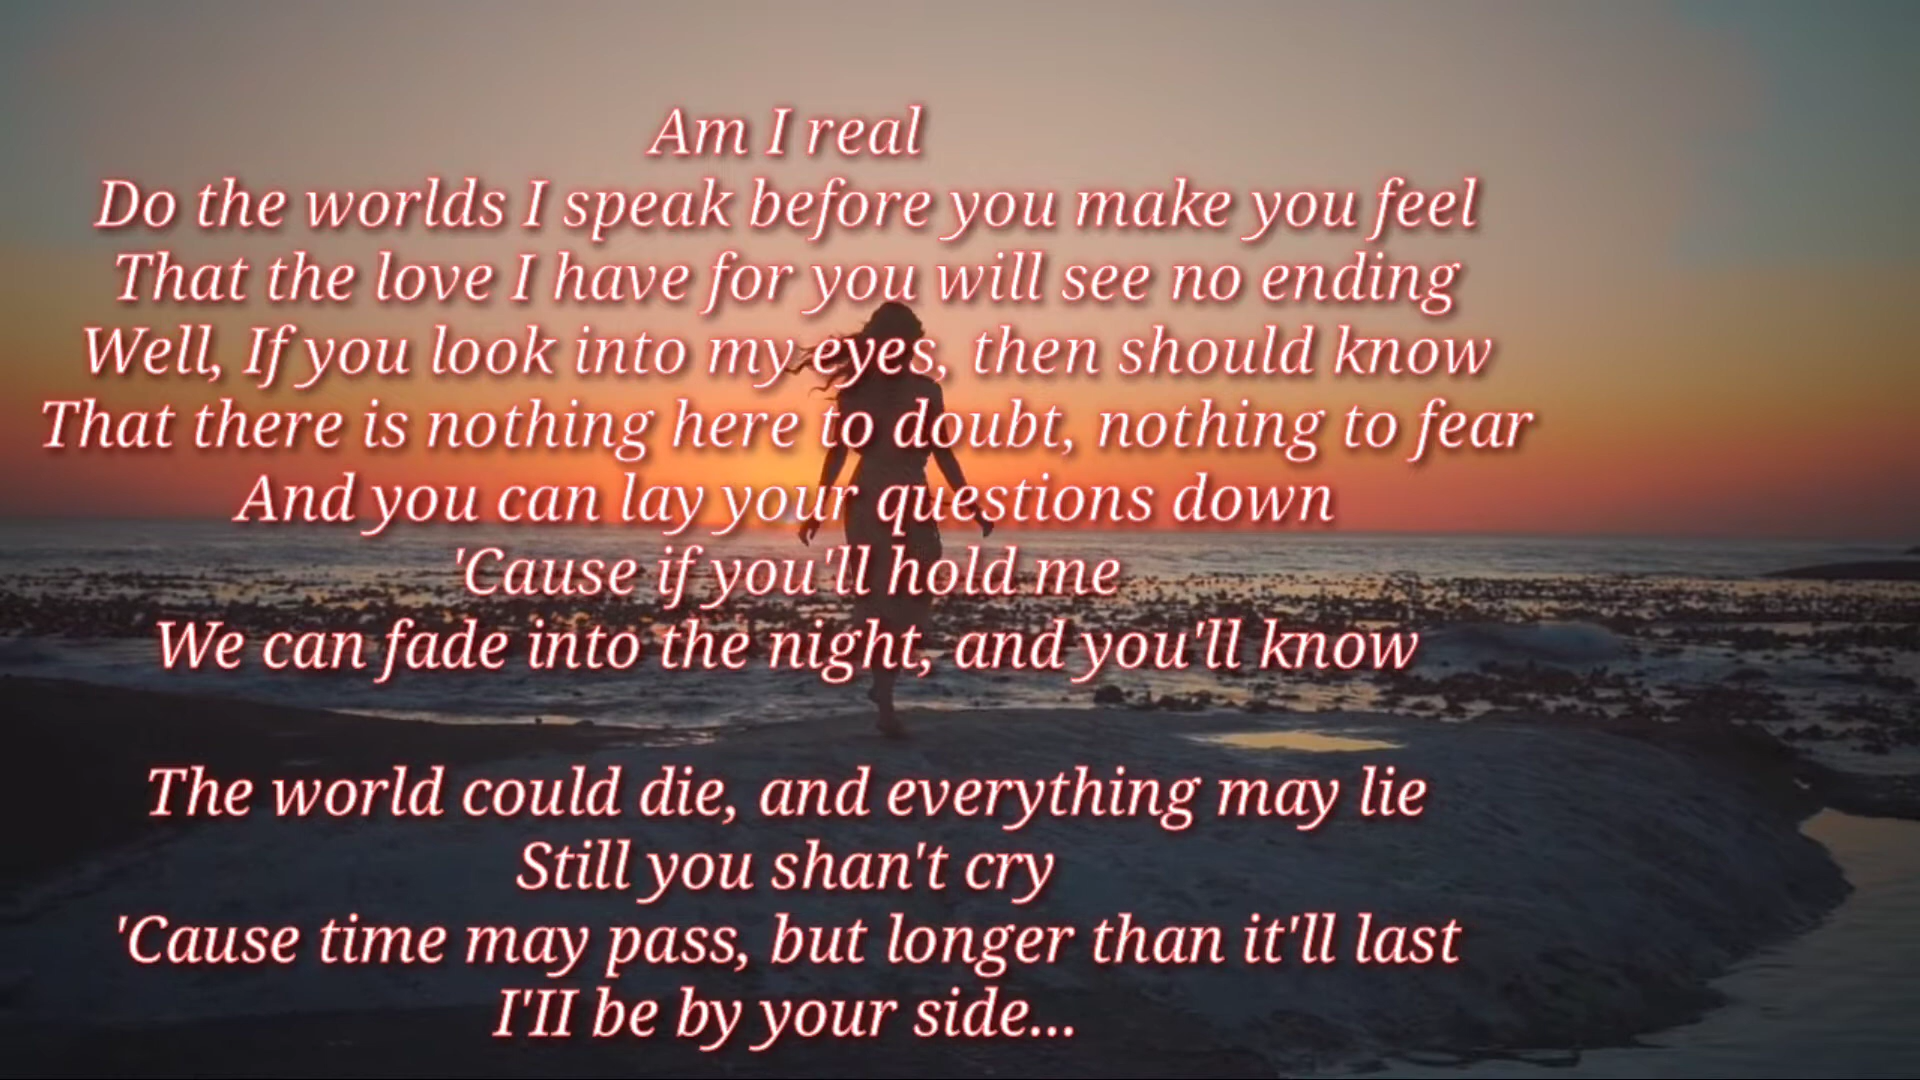 Am I real
Do the worlds I speak before you make you feel
That the love I have for you will see no ending
Well, If you look into my eyes, then should know
That there is nothing here to doubt, nothing to fear
And you can lay your questions down
'Cause if you'll hold me
We can fade into the night, and you'll know
The world could die, and everything may lie
Still you shan't cry
'Cause time may pass, but longer than it'll last
I'II be by your side...